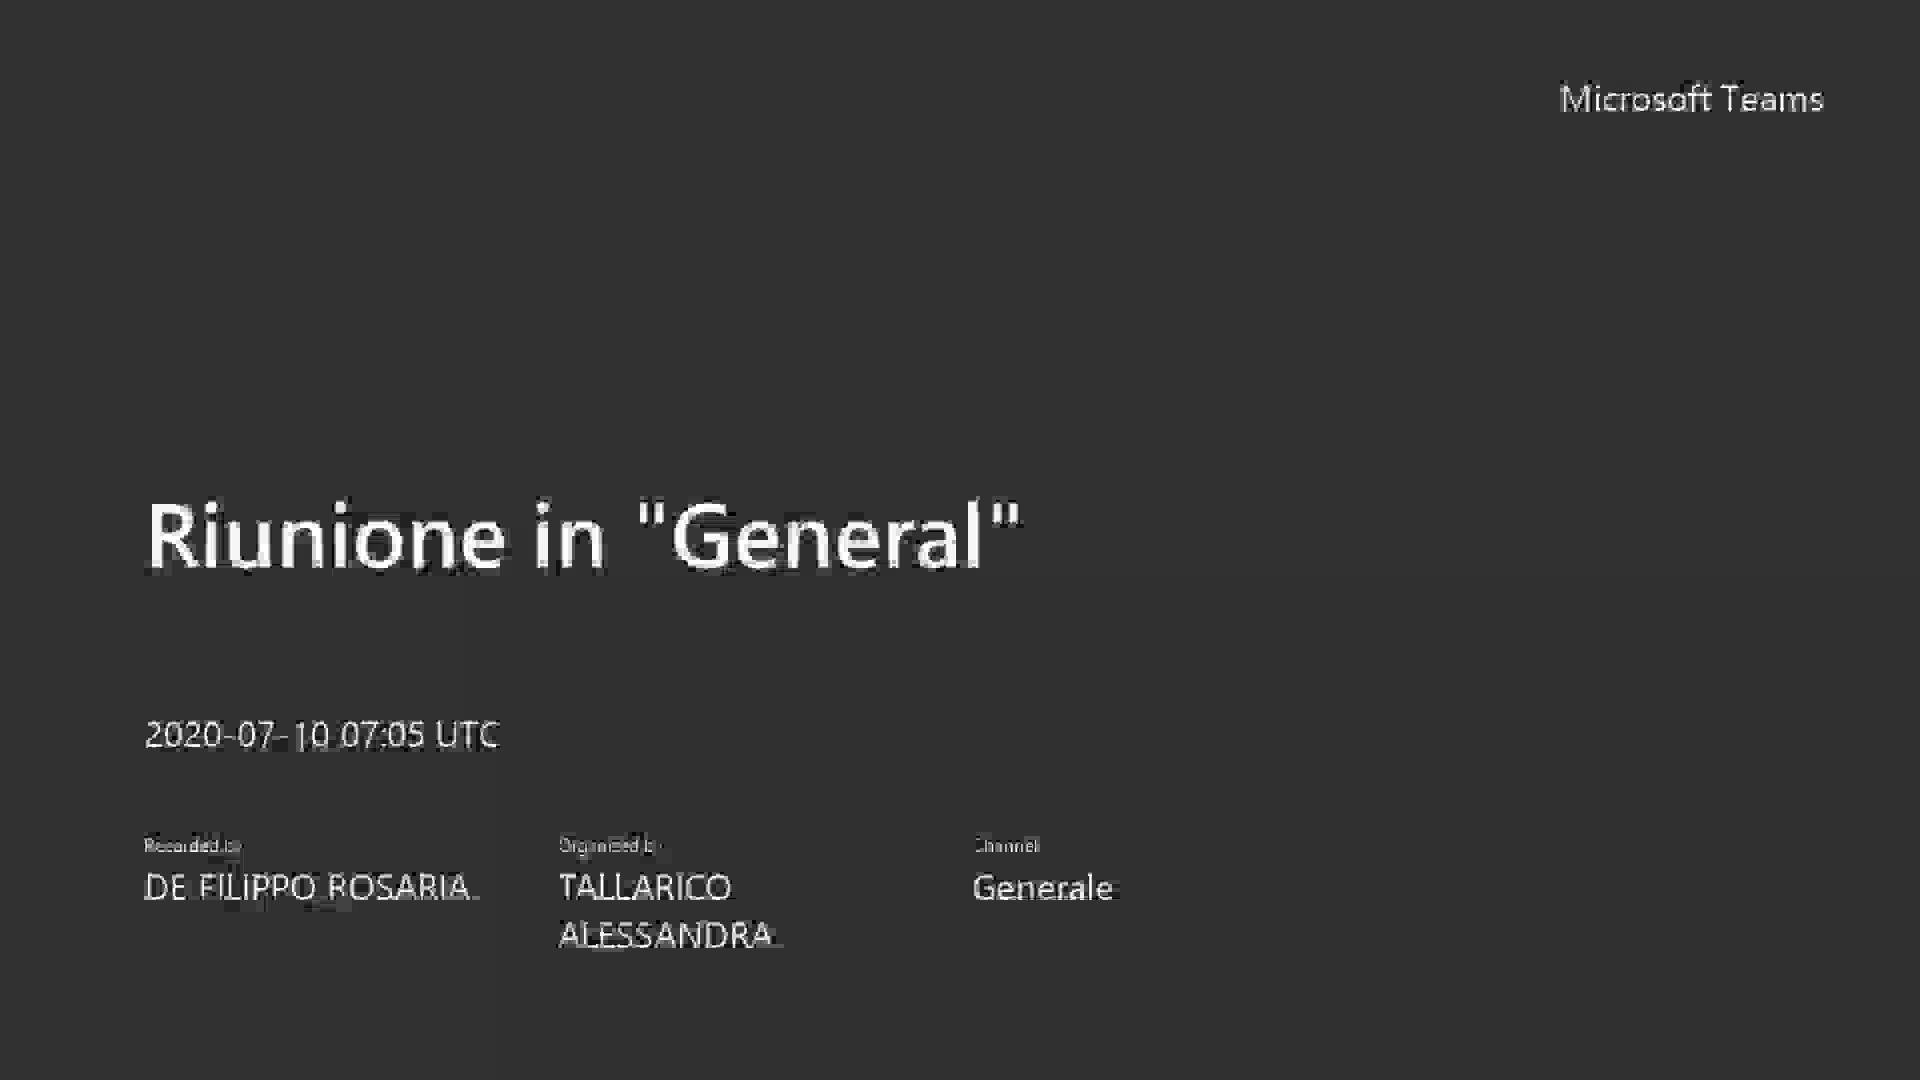 Microsoft Teams
Riunione in "General"
2020-07-10 07:05 UTC
Recorded by
Organized by
Channel
DE FILIPPO ROSARIA
TALLARICO
ALESSANDRA
Generale